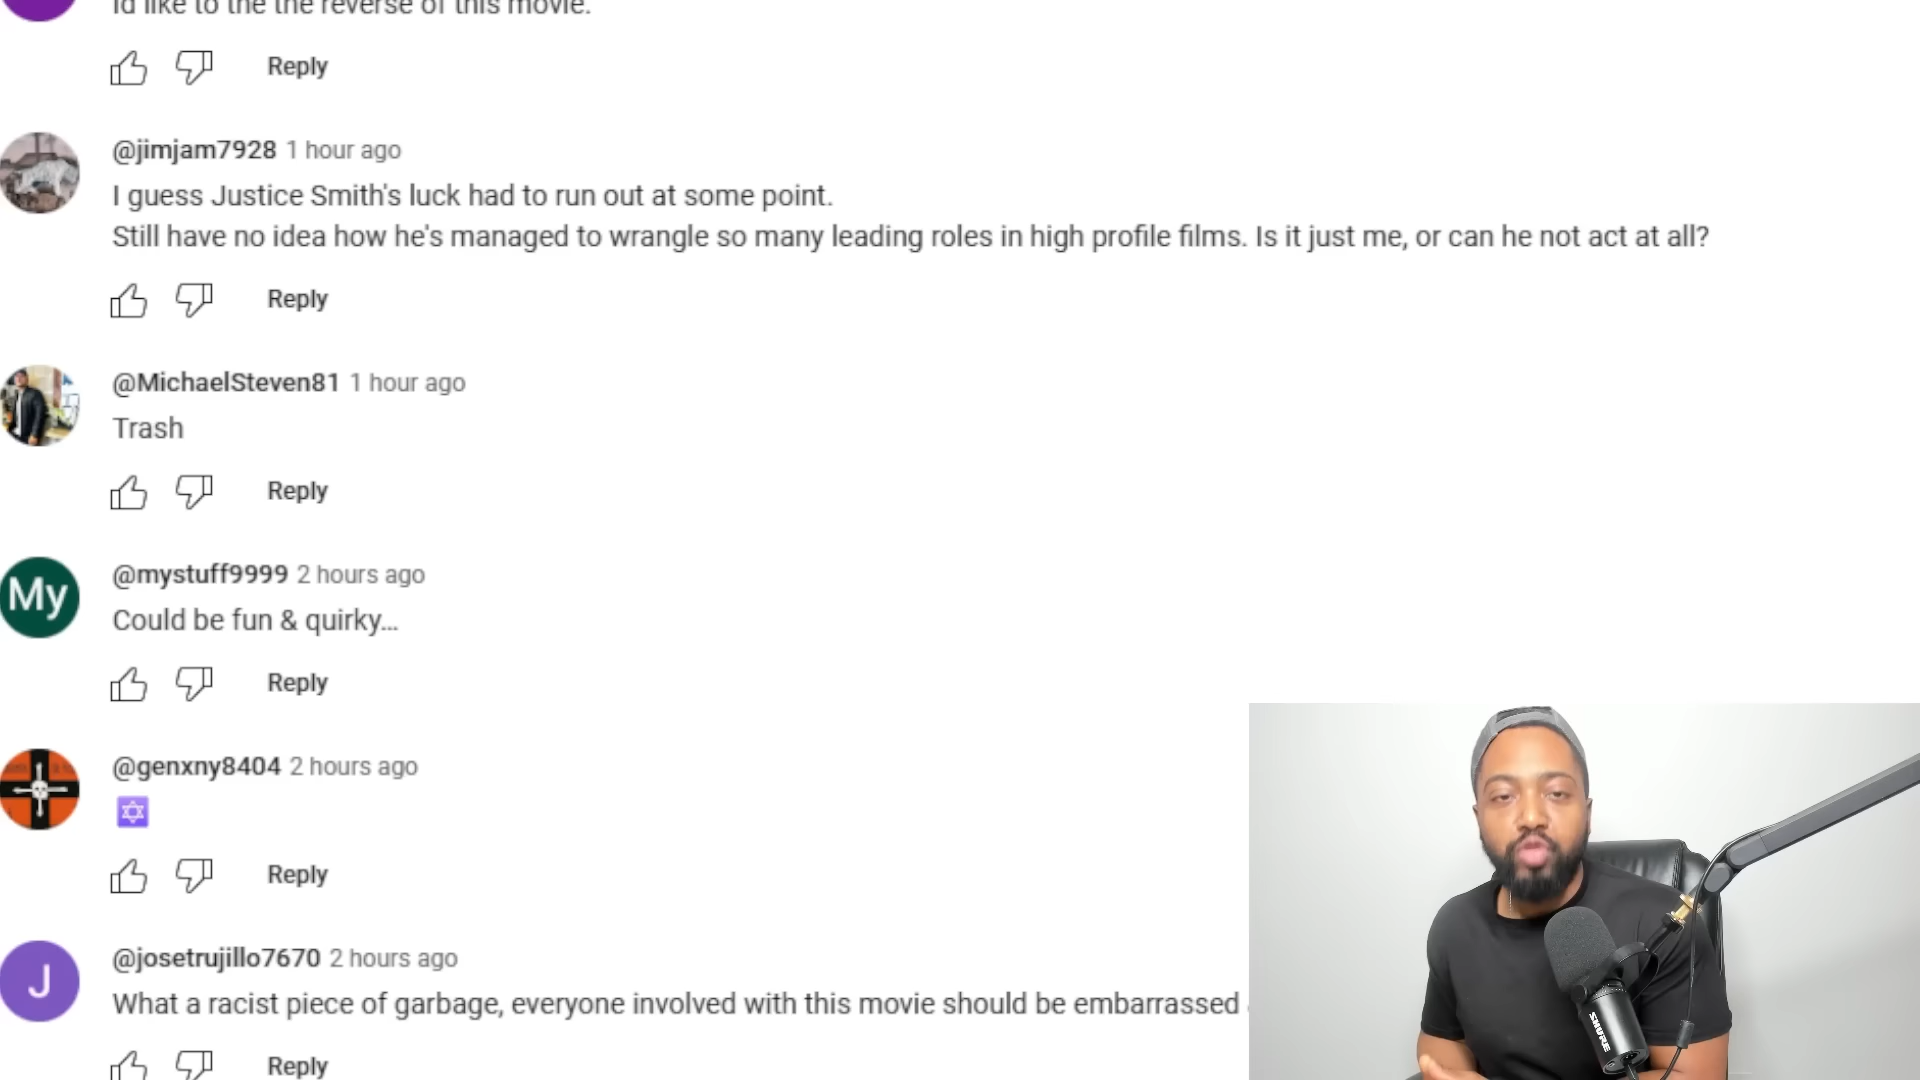 Id like to the the reverse of this movie.
Reply
@jimjam7928 1 hour ago
I guess Justice Smith's luck had to run out at some point.
Still have no idea how he's managed to wrangle so many leading roles in high profile films. Is it just me, or can he not act at all?
Reply
@MichaelSteven81 1 hour ago
Trash
Reply
My
@mystuff9999 2 hours ago
Could be fun & quirky...
Reply
@genxny8404 2 hours ago
Reply
J
@josetrujillo7670 2 hours ago
What a racist piece of garbage, everyone involved with this movie should be embarrassed
Reply
SHURE